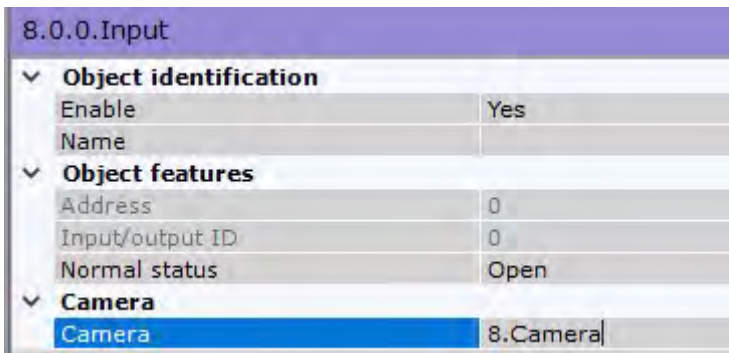 8.0.0.Input
Object identification
Enable Yes
Name
Object features
Address 0
Input/output ID 0
Normal status Open
Camera
Camera 8.Camera